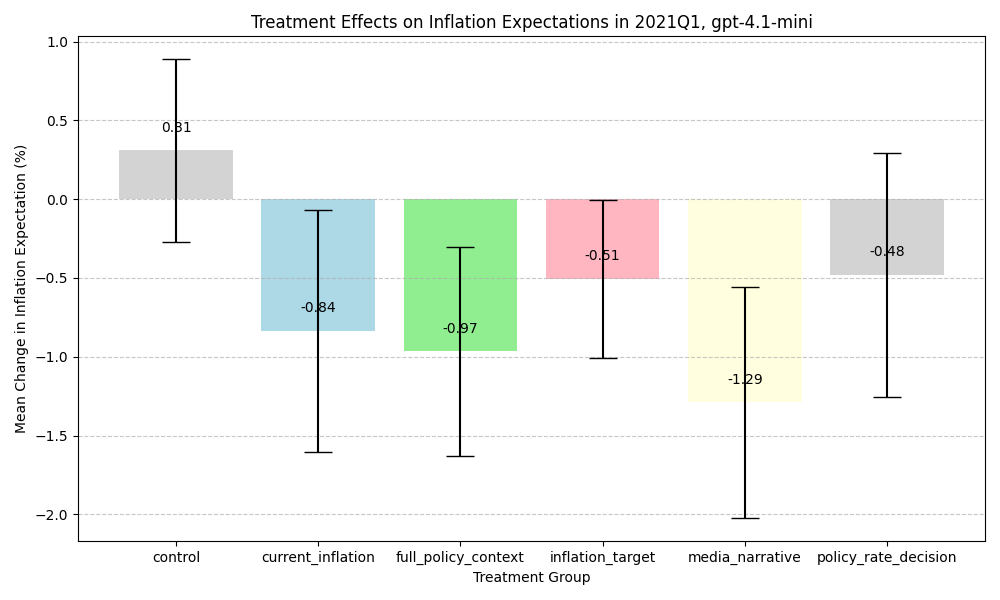 Treatment Effects on Inflation Expectations in 2021Q1, gpt-4.1-mini
Mean Change in Inflation Expectation (%)
1.0
0.5
0.0
−0.5
−1.0
−1.5
−2.0
0.31
-0.84
-0.97
-0.51
-1.29
-0.48
control
current_inflation
full_policy_context
inflation_target
media_narrative
policy_rate_decision
Treatment Group